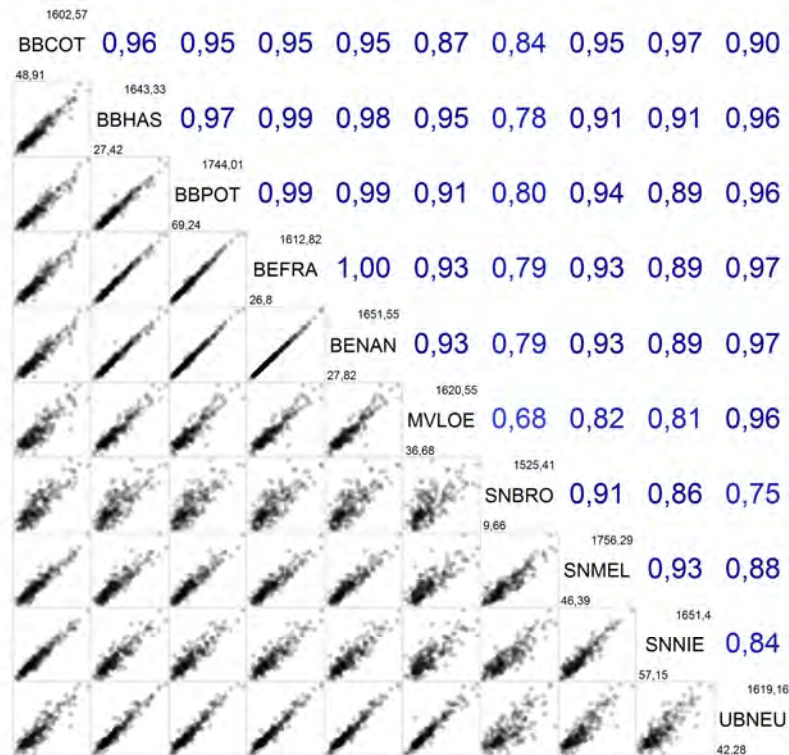 1602,57
BBCOT 0,96 0,95 0,95 0,95 0,87 0,84 0,95 0,97 0,90
48,91
1643,33
BBHAS 0,97 0,99 0,98 0,95 0,78 0,91 0,91 0,96
27,42
1744,01
BBPOT 0,99 0,99 0,91 0,80 0,94 0,89 0,96
69,24
1612,82
BEFRA 1,00 0,93 0,79 0,93 0,89 0,97
26,8
1651,55
BENAN 0,93 0,79 0,93 0,89 0,97
27,82
1620,55
MVLOE 0,68 0,82 0,81 0,96
36,68
1525,41
SNBRO 0,91 0,86 0,75
9,66
1756,29
SNMEL 0,93 0,88
46,39
1651,4
SNNIE 0,84
57,15
1619,16
UBNEU
42,28